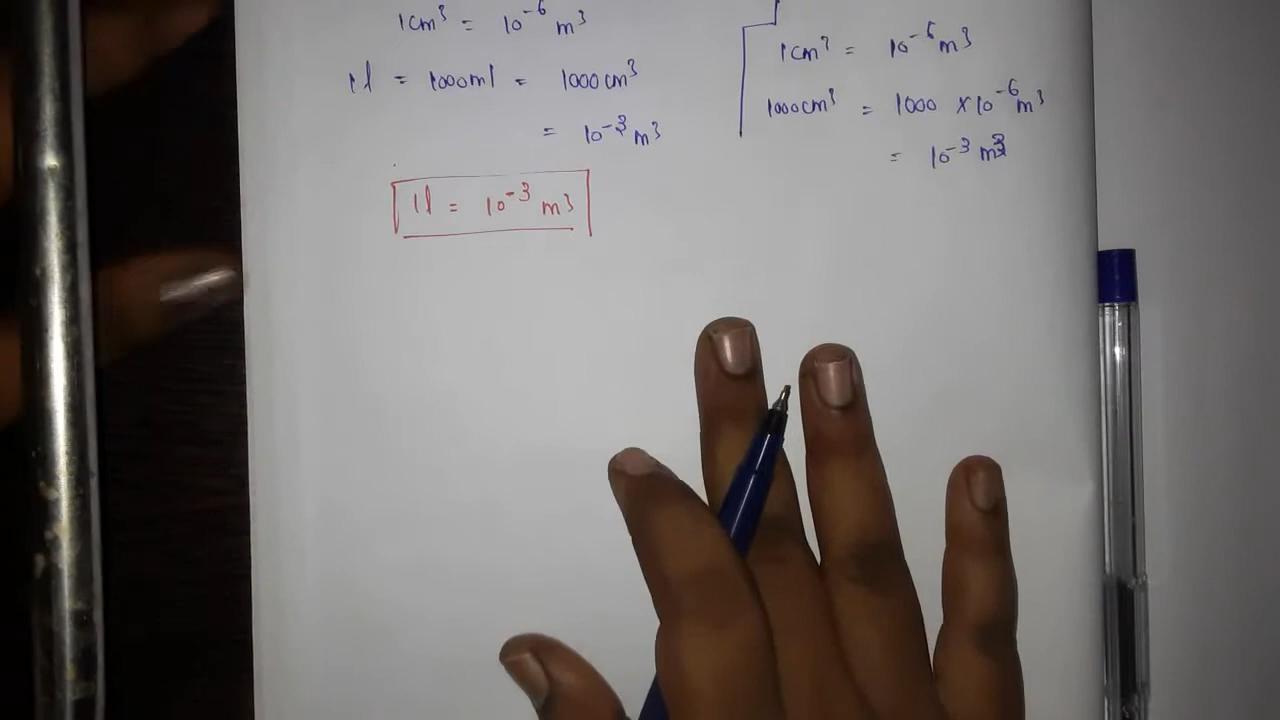 1cm³ = 10⁻⁶ m³
1l = 1000ml = 1000cm³
= 10⁻³ m³
1l = 10⁻³ m³
1cm³ = 10⁻⁶ m³
1000cm³ = 1000 × 10⁻⁶ m³
= 10⁻³ m³